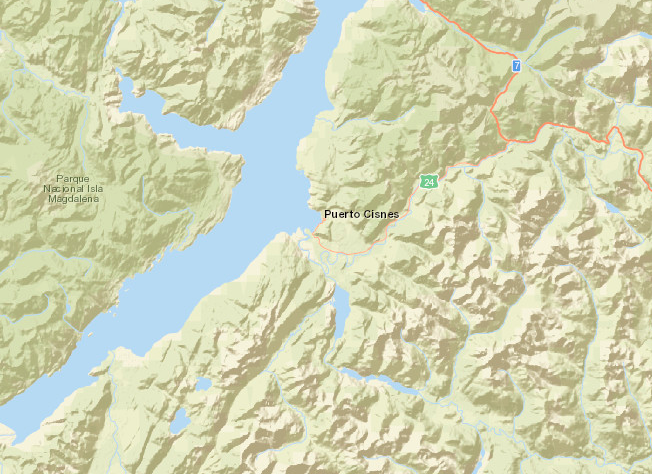 7
Parque
Nacional Isla
Magdalena
24
Puerto Cisnes